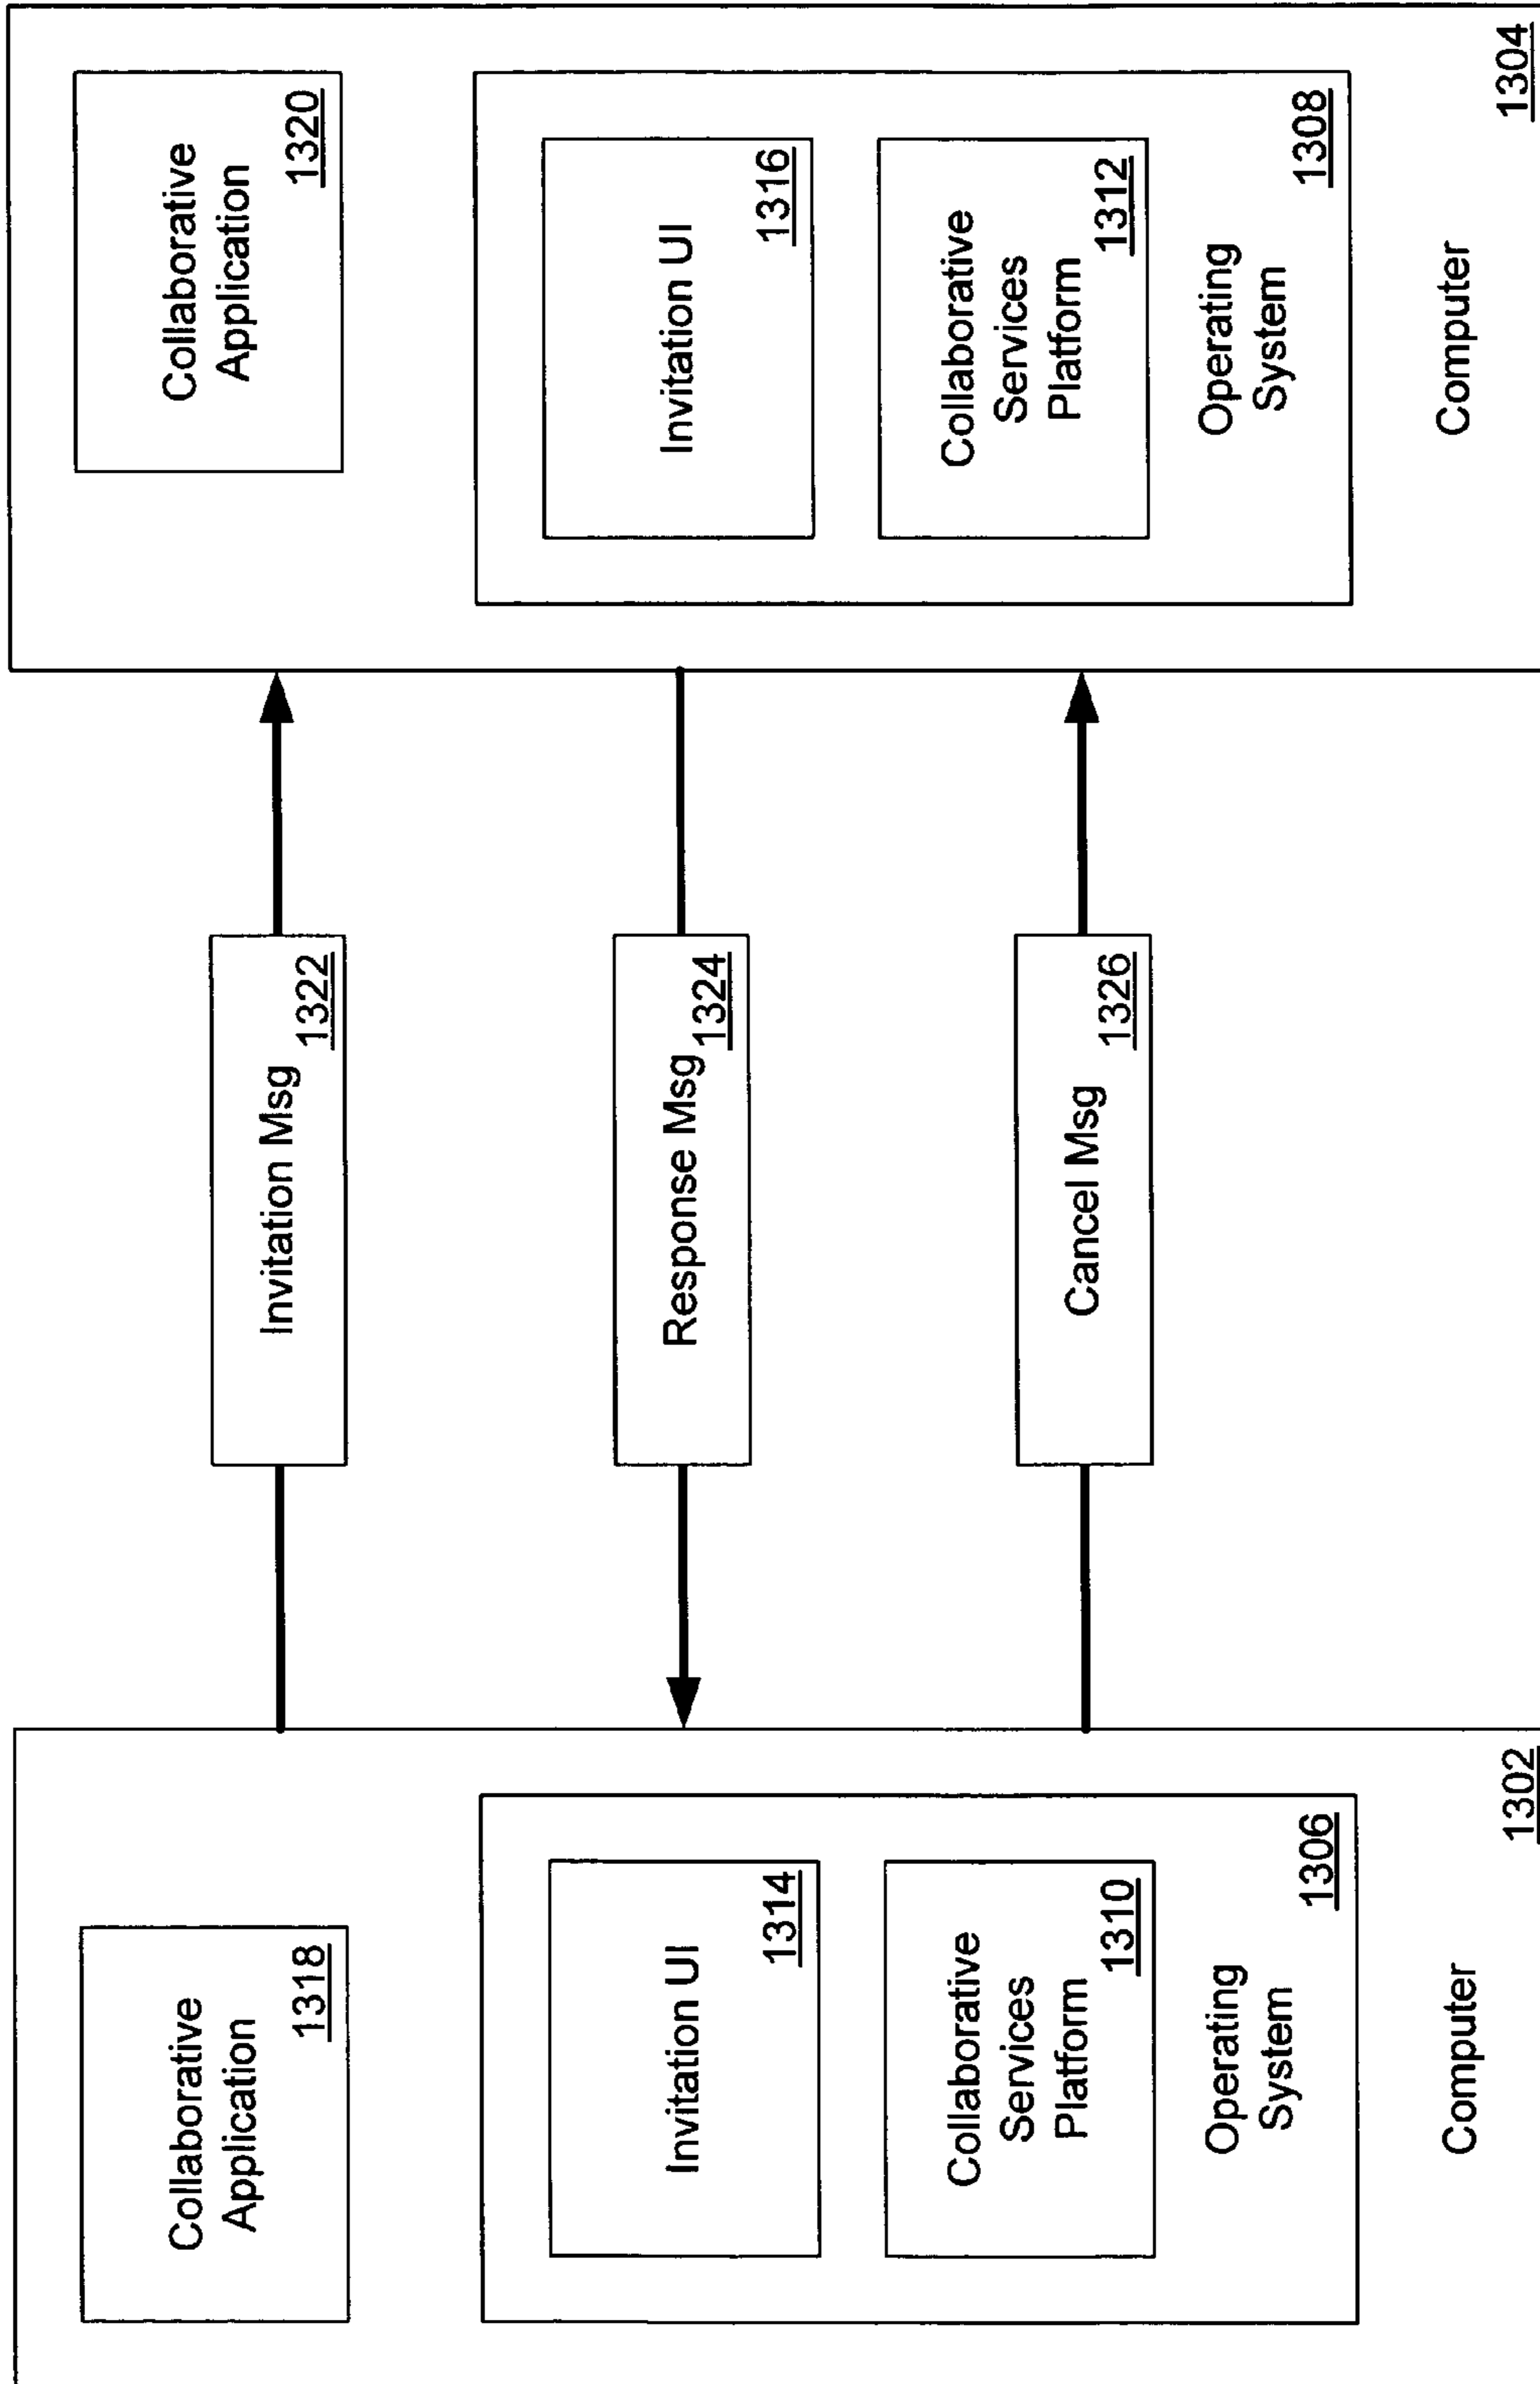 Collaborative
Application
1318
Invitation UI
1314
Collaborative
Services
Platform
1310
Operating
System
1306
Computer
1302
Invitation Msg
1322
Response Msg
1324
Cancel Msg
1326
Collaborative
Application
1320
Invitation UI
1316
Collaborative
Services
Platform
1312
Operating
System
1308
Computer
1304